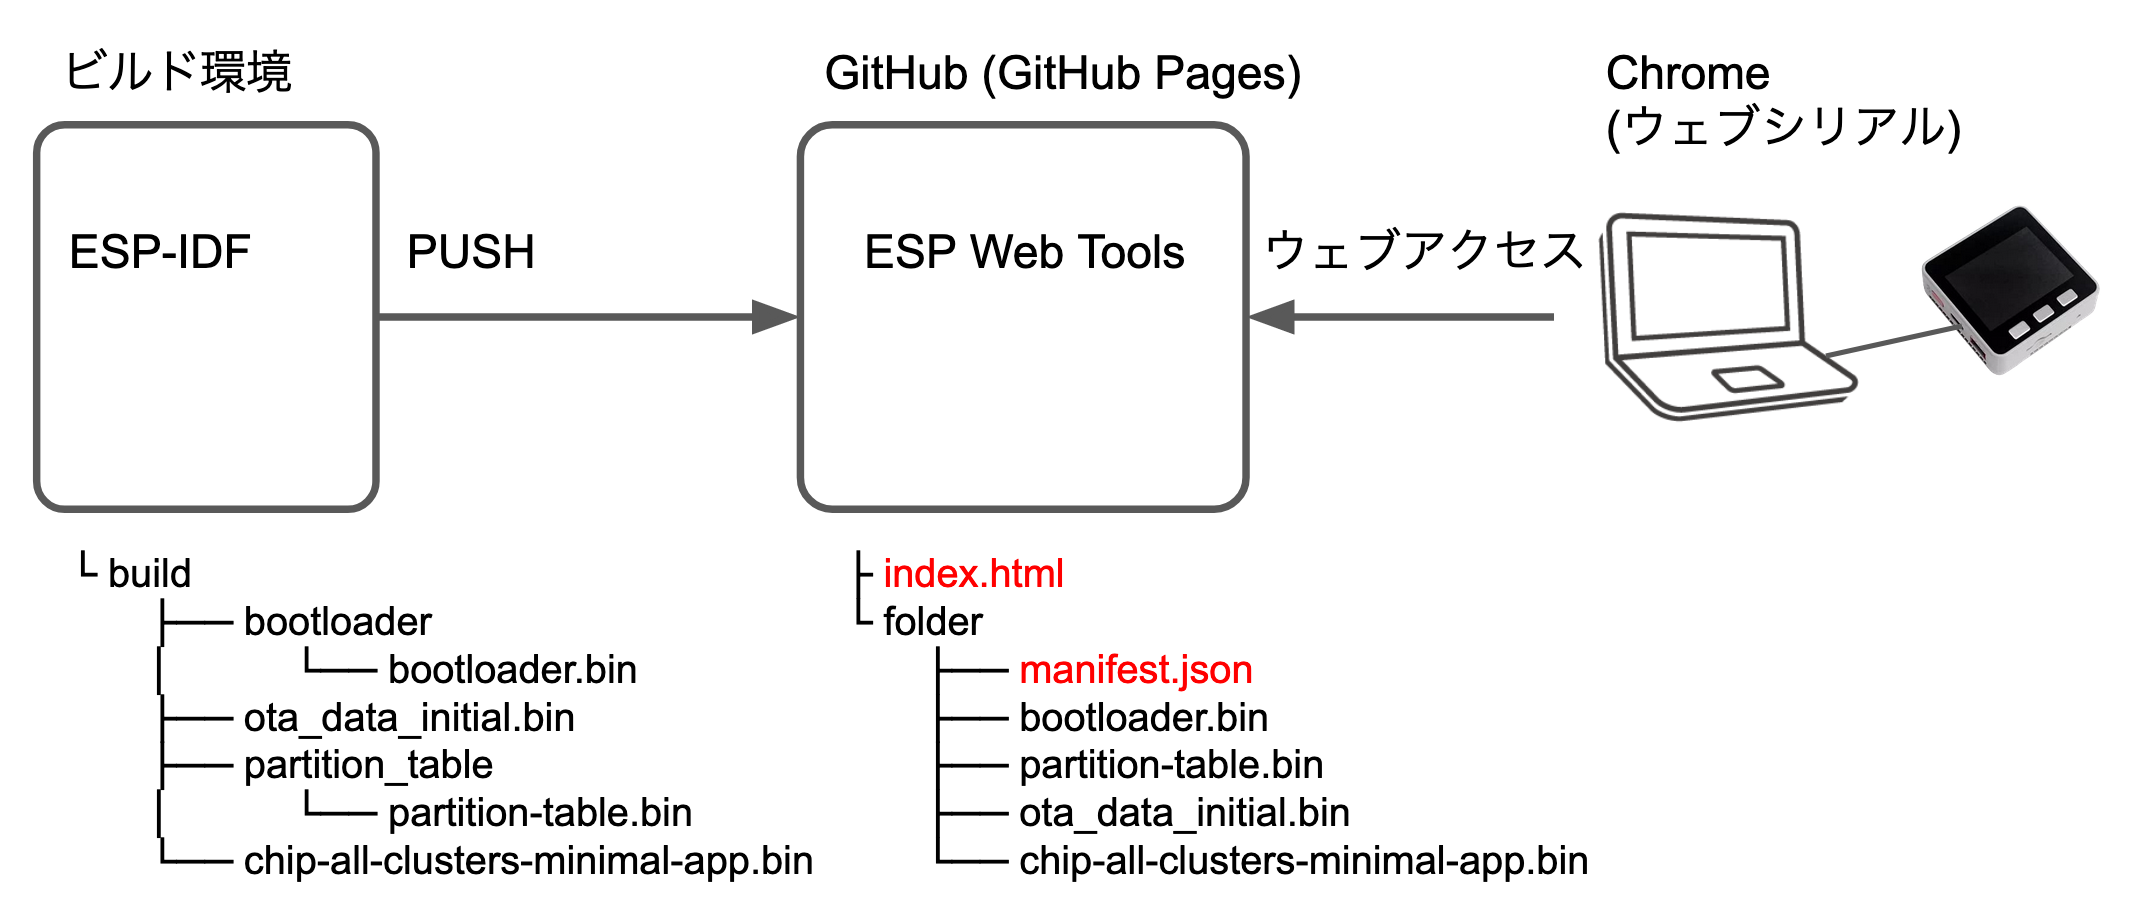 ビルド環境
GitHub (GitHub Pages)
Chrome
(ウェブシリアル)
ESP-IDF
PUSH
ESP Web Tools
ウェブアクセス
└ build
├── bootloader
│ └── bootloader.bin
├── ota_data_initial.bin
├── partition_table
│ └── partition-table.bin
└── chip-all-clusters-minimal-app.bin
├ index.html
└ folder
├── manifest.json
├── bootloader.bin
├── partition-table.bin
├── ota_data_initial.bin
└── chip-all-clusters-minimal-app.bin